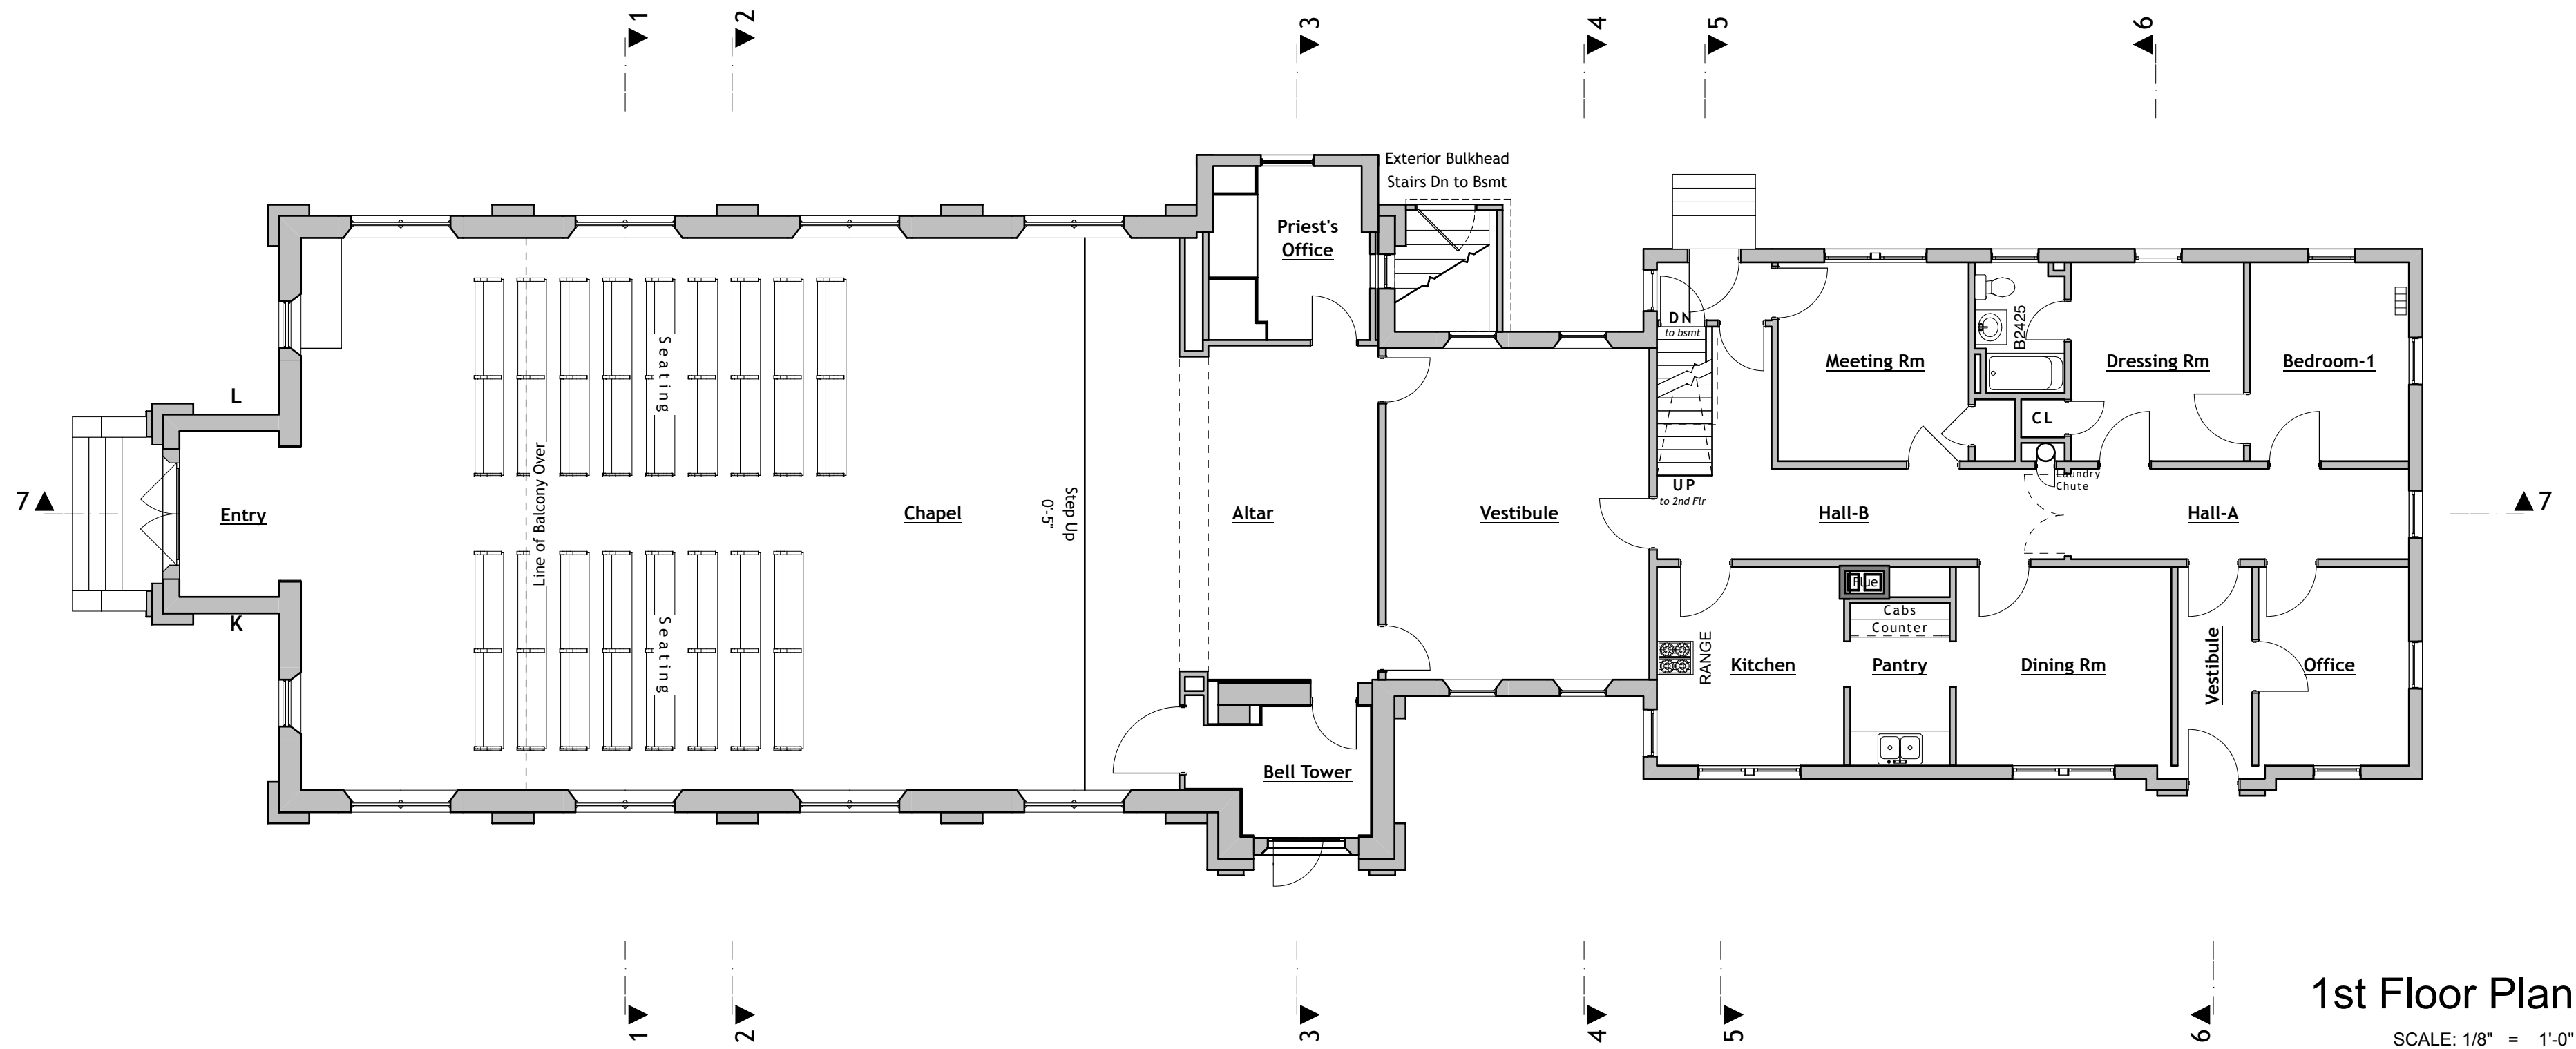 1
2
3
4
5
6
Exterior Bulkhead
Stairs Dn to Bsmt
Priest's
Office
DN
to bsmt
B2425
Meeting Rm
Dressing Rm
Bedroom-1
Seating
L
CL
Line of Balcony Over
Step Up
0'-5"
UP
to 2nd Flr
Laundry
Chute
7
Entry
Chapel
Altar
Vestibule
Hall-B
Hall-A
7
Flue
Cabs
Counter
K
Seating
RANGE
Kitchen
Pantry
Dining Rm
Vestibule
Office
Bell Tower
1
2
3
4
5
6
1st Floor Plan
SCALE: 1/8" = 1'-0"